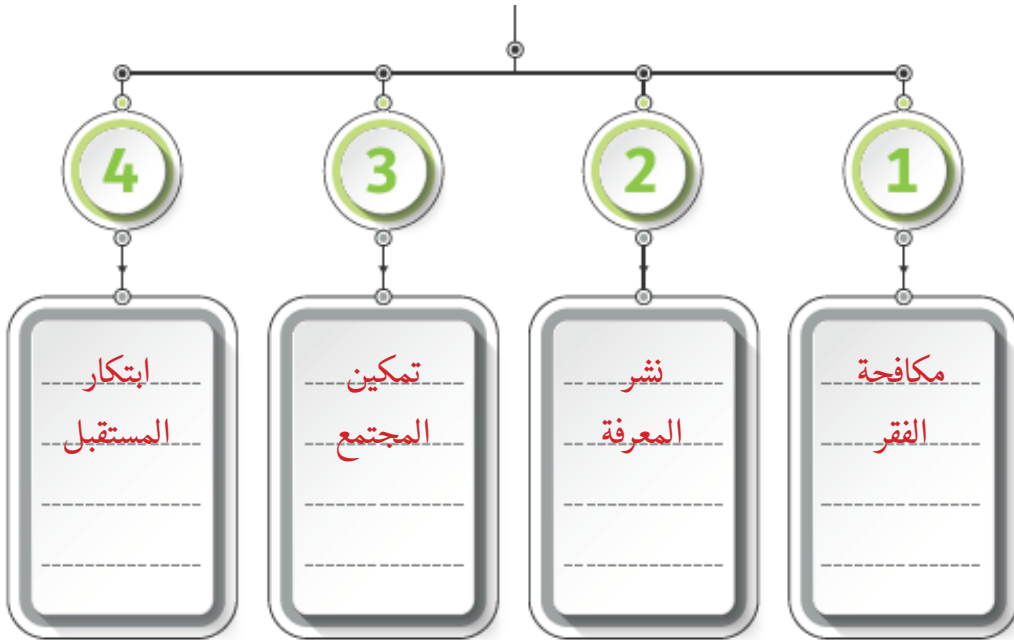 1
مكافحة
الفقر
2
نشر
المعرفة
3
تمكين
المجتمع
4
ابتكار
المستقبل